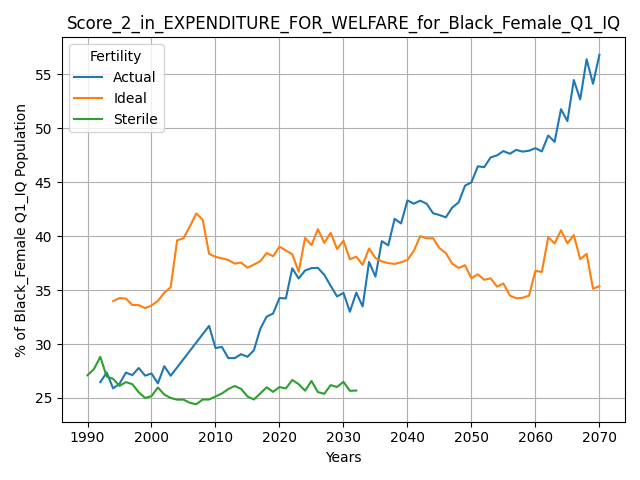 Score_2_in_EXPENDITURE_FOR_WELFARE_for_Black_Female_Q1_IQ
Fertility
Actual
Ideal
Sterile
% of Black_Female Q1_IQ Population
55
50
45
40
35
30
25
1990 2000 2010 2020 2030 2040 2050 2060 2070
Years